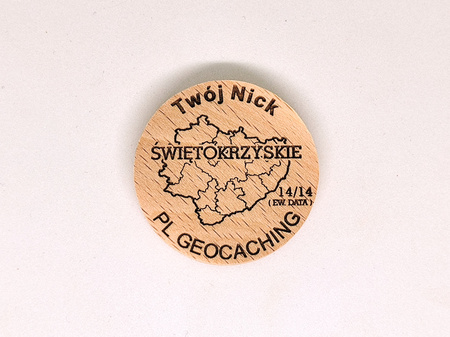 Twój Nick
ŚWIĘTOKRZYSKIE
14/14
( EW. DATA )
PL GEOCACHING